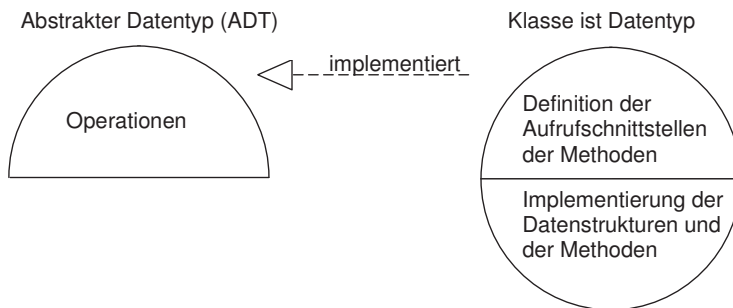 Abstrakter Datentyp (ADT)
Klasse ist Datentyp
implementiert
Operationen
Definition der
Aufrufschnittstellen
der Methoden
Implementierung der
Datenstrukturen und
der Methoden